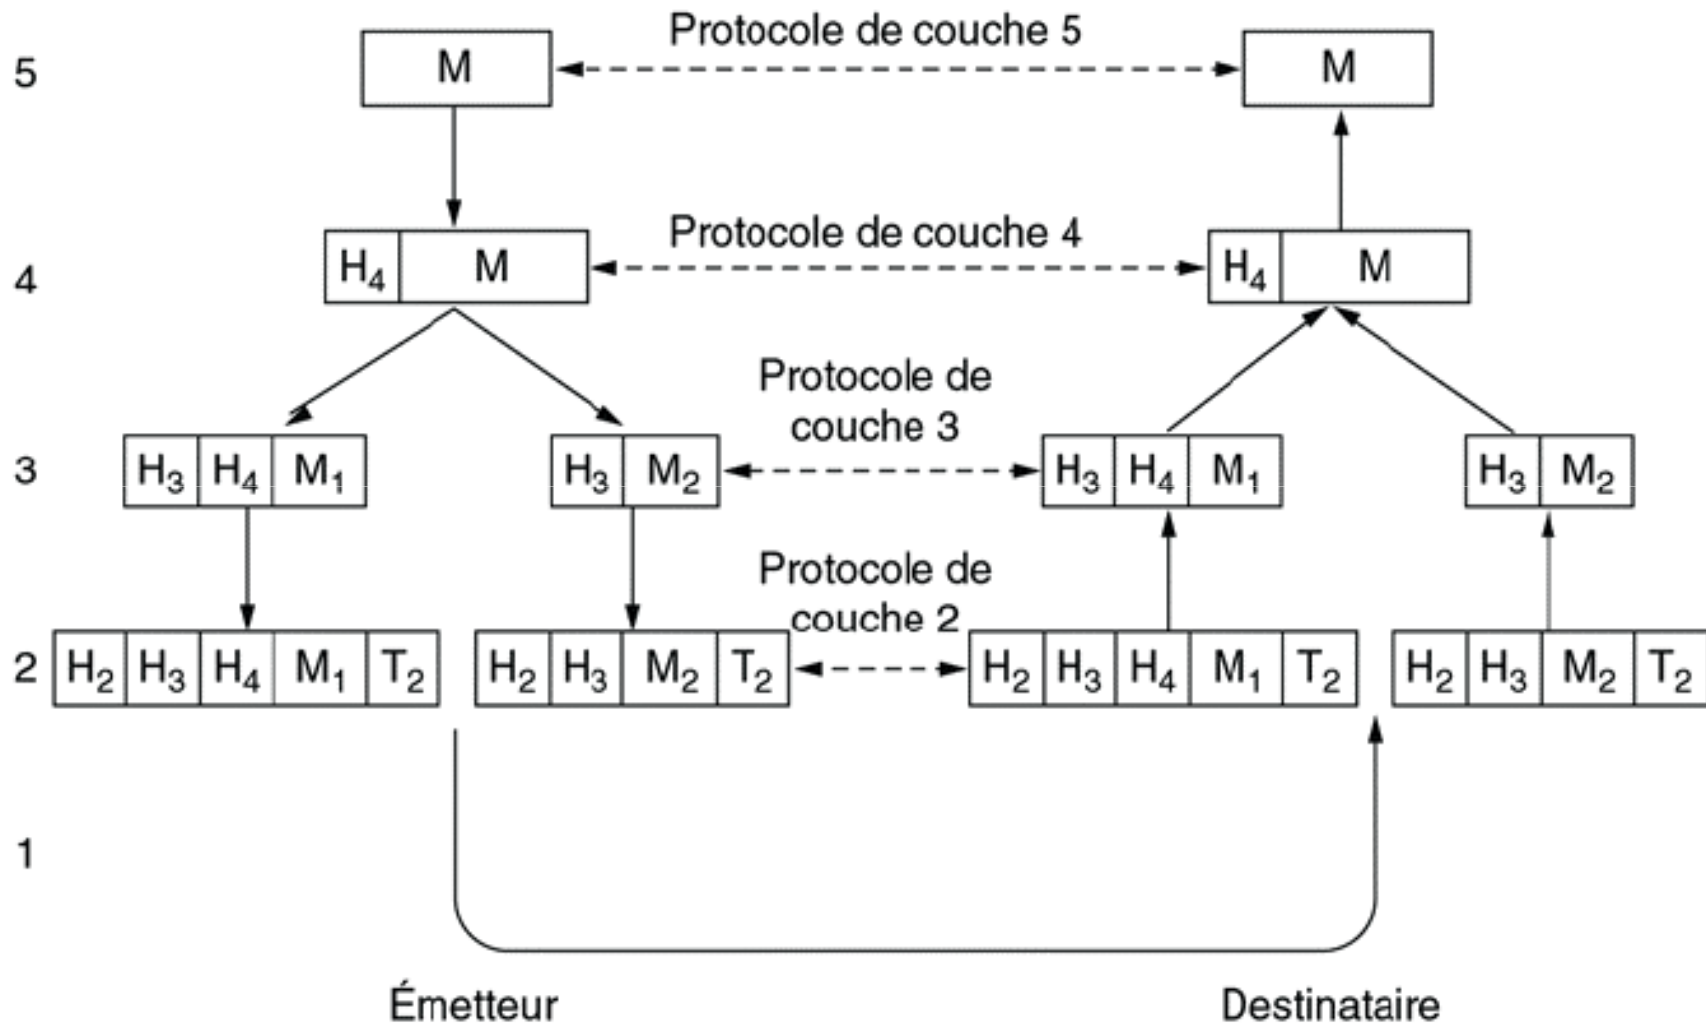 5 M Protocole de couche 5 M
4 H₄ M Protocole de couche 4 H₄ M
Protocole de
couche 3
3 H₃ H₄ M₁ H₃ M₂ H₃ H₄ M₁ H₃ M₂
Protocole de
couche 2
2 H₂ H₃ H₄ M₁ T₂ H₂ H₃ M₂ T₂ H₂ H₃ H₄ M₁ T₂ H₂ H₃ M₂ T₂
1
Émetteur Destinataire